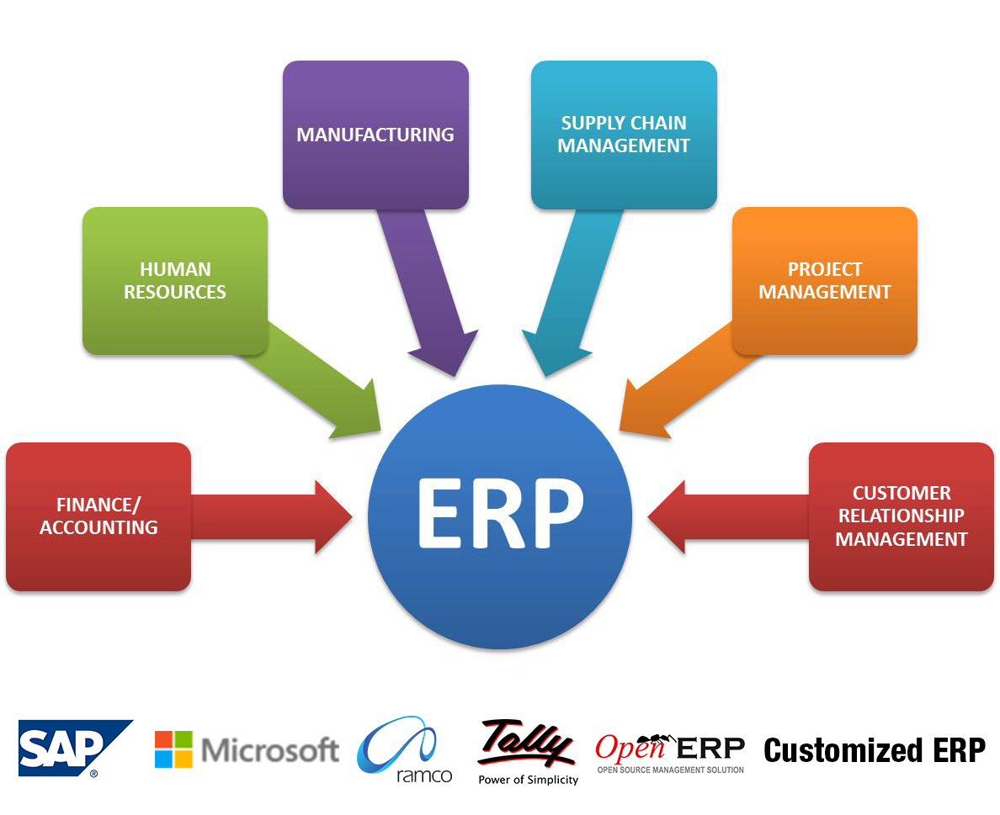 MANUFACTURING
SUPPLY CHAIN
MANAGEMENT
HUMAN
RESOURCES
PROJECT
MANAGEMENT
FINANCE/
ACCOUNTING
ERP
CUSTOMER
RELATIONSHIP
MANAGEMENT
SAP®
Microsoft
ramco
Tally
Power of Simplicity
Open ERP
OPEN SOURCE MANAGEMENT SOLUTION
Customized ERP